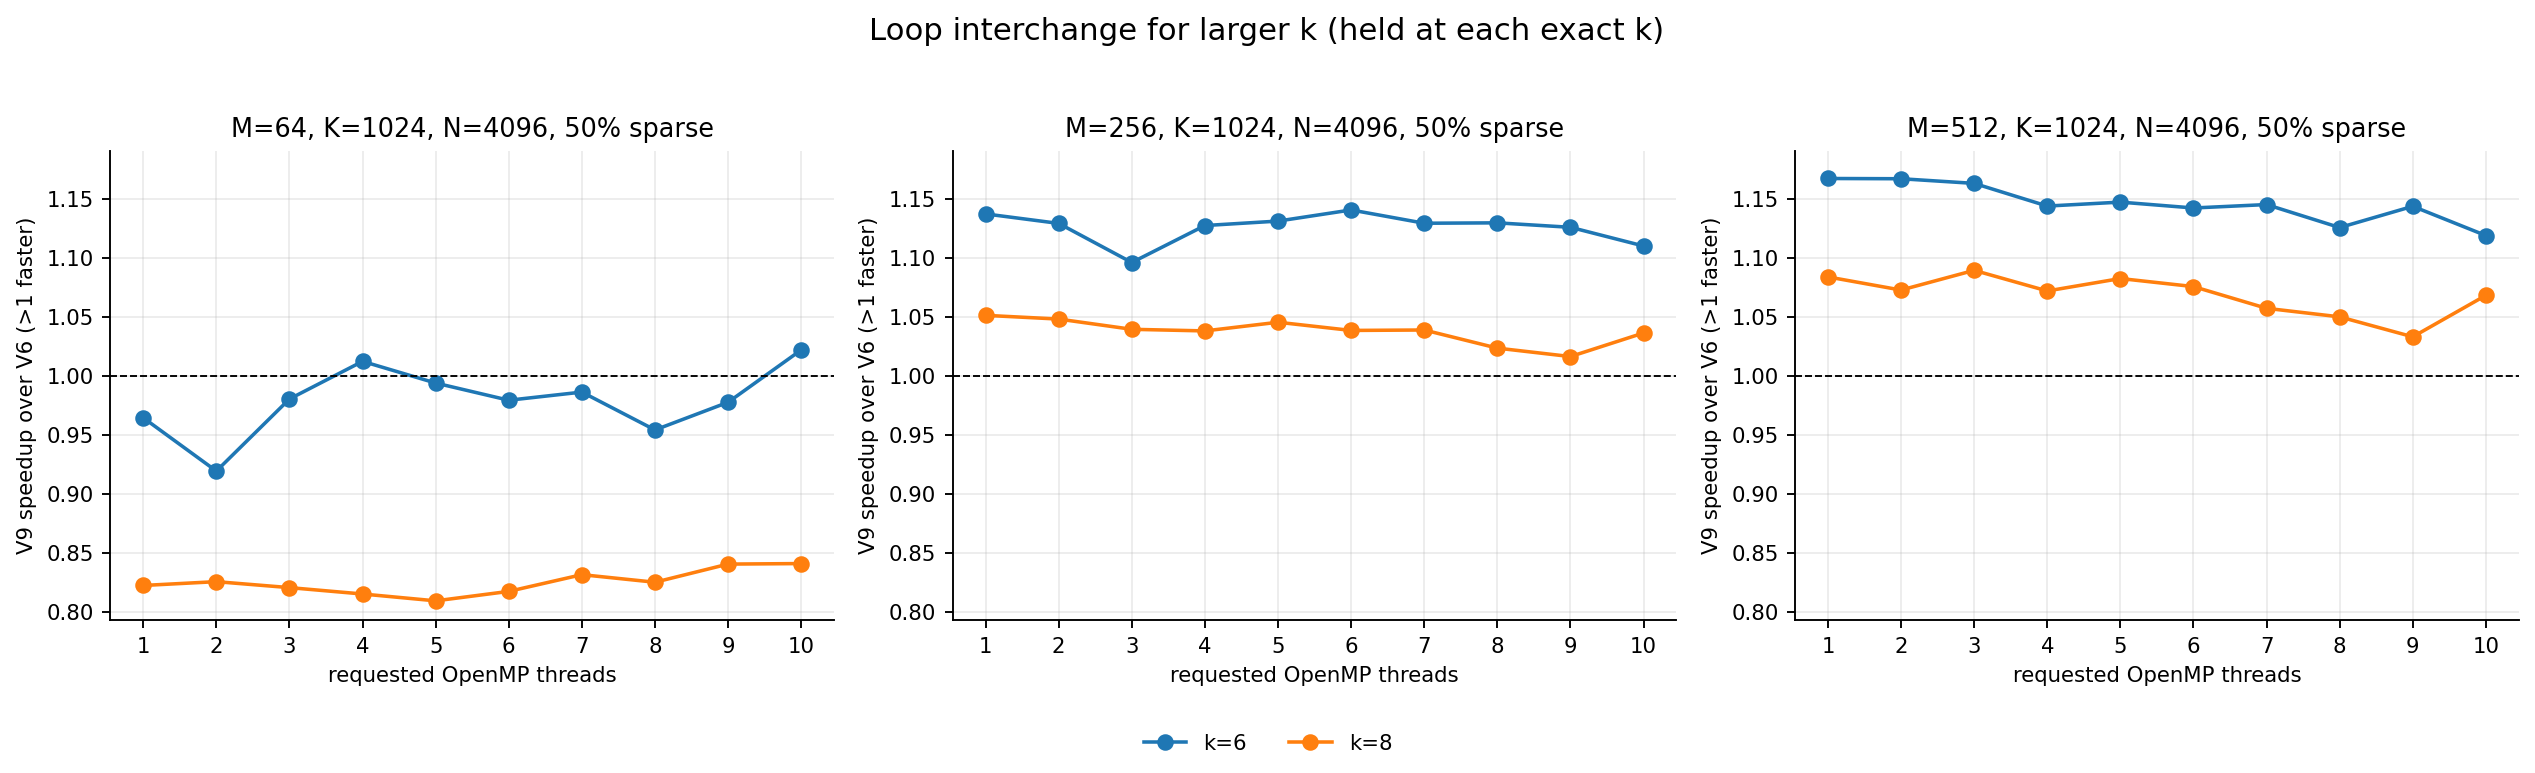 Loop interchange for larger k (held at each exact k)
M=64, K=1024, N=4096, 50% sparse
V9 speedup over V6 (>1 faster)
1.15
1.10
1.05
1.00
0.95
0.90
0.85
0.80
1 2 3 4 5 6 7 8 9 10
requested OpenMP threads
M=256, K=1024, N=4096, 50% sparse
V9 speedup over V6 (>1 faster)
1.15
1.10
1.05
1.00
0.95
0.90
0.85
0.80
1 2 3 4 5 6 7 8 9 10
requested OpenMP threads
M=512, K=1024, N=4096, 50% sparse
V9 speedup over V6 (>1 faster)
1.15
1.10
1.05
1.00
0.95
0.90
0.85
0.80
1 2 3 4 5 6 7 8 9 10
requested OpenMP threads
k=6 k=8